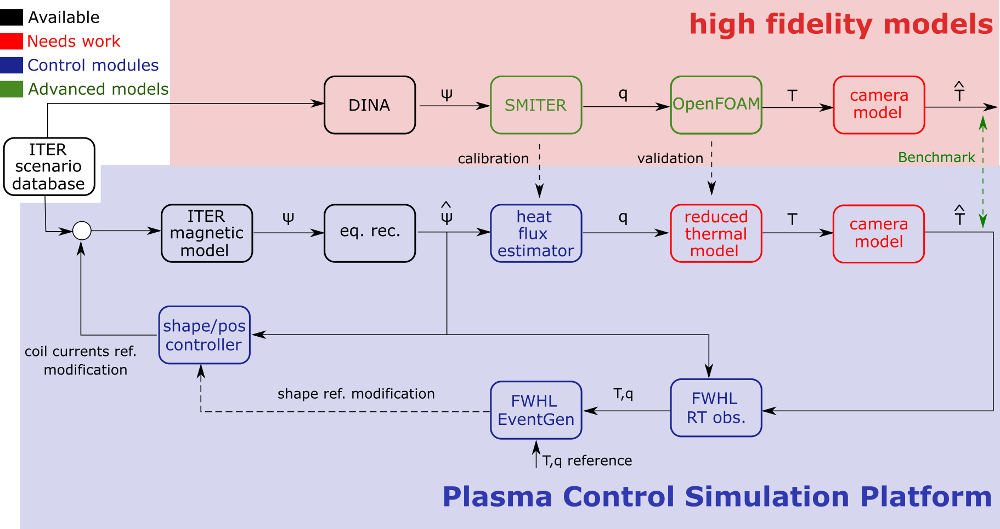 Available
Needs work
Control modules
Advanced models
high fidelity models
DINA
ψ
SMITER
q
OpenFOAM
T
camera
model
^
T
ITER
scenario
database
calibration
validation
Benchmark
ITER
magnetic
model
ψ
eq. rec.
^
ψ
heat
flux
estimator
q
reduced
thermal
model
T
camera
model
^
T
shape/pos
controller
coil currents ref.
modification
shape ref. modification
FWHL
EventGen
T,q
FWHL
RT obs.
T,q reference
Plasma Control Simulation Platform